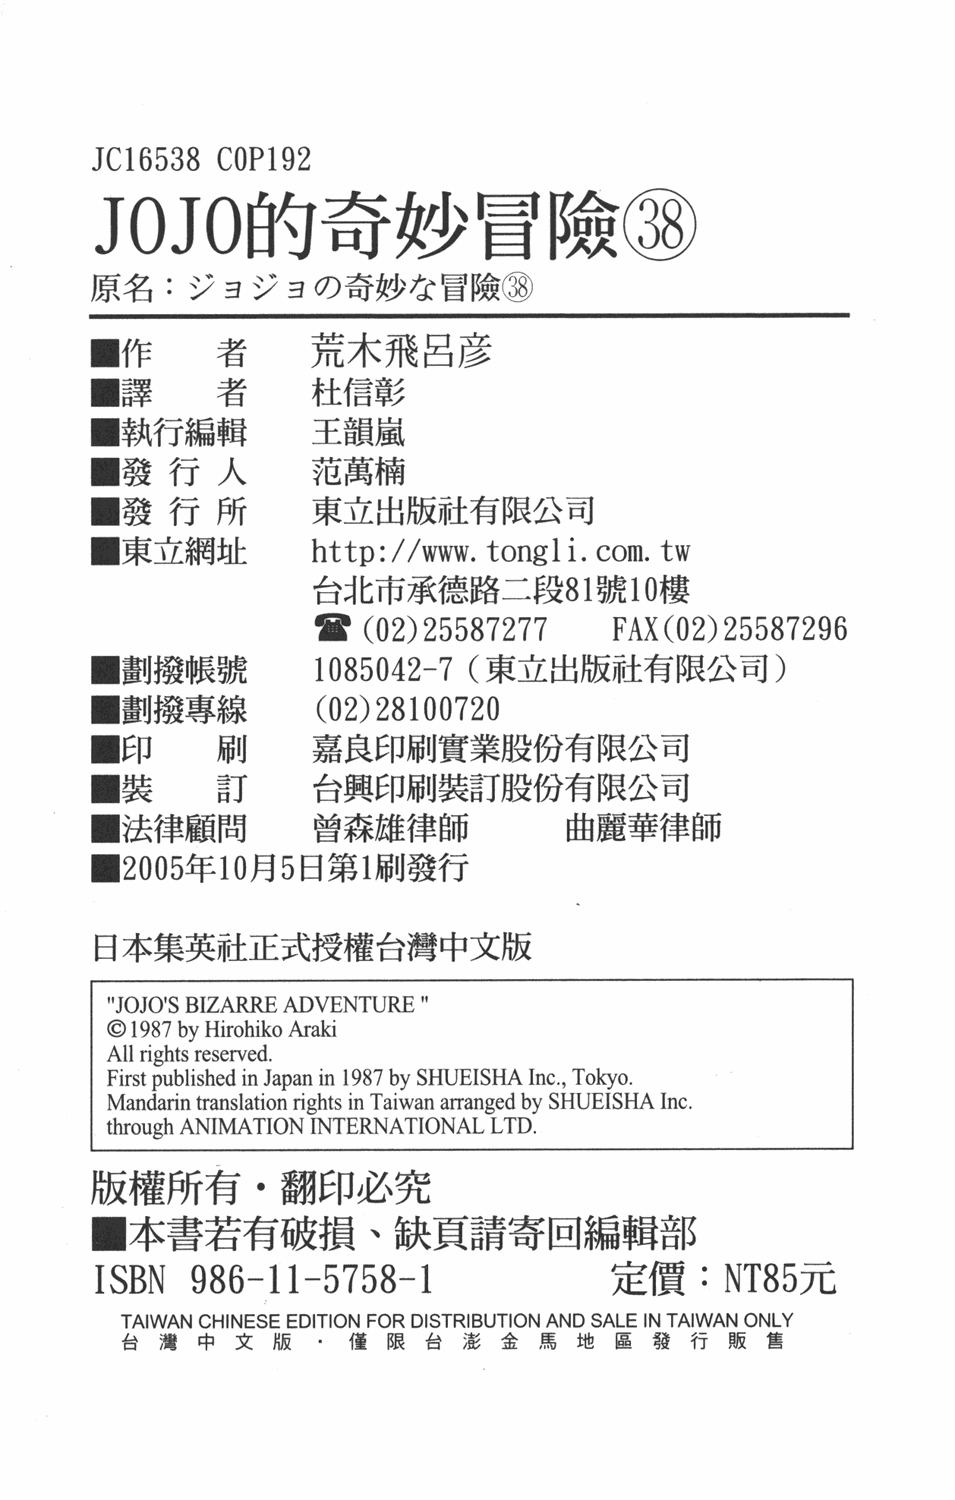 JC16538 COP192
JOJO的奇妙冒險㊳
原名：ジョジョの奇妙な冒險㊳
■作　　者　荒木飛呂彥
■譯　　者　杜信彰
■執行編輯　王韻嵐
■發 行 人　范萬楠
■發 行 所　東立出版社有限公司
■東立網址　http://www.tongli.com.tw
台北市承德路二段81號10樓
☎(02)25587277　FAX(02)25587296
■劃撥帳號　1085042-7（東立出版社有限公司）
■劃撥專線　(02)28100720
■印　　刷　嘉良印刷實業股份有限公司
■裝　　訂　台興印刷裝訂股份有限公司
■法律顧問　曾森雄律師　曲麗華律師
■2005年10月5日第1刷發行
日本集英社正式授權台灣中文版
"JOJO'S BIZARRE ADVENTURE "
©1987 by Hirohiko Araki
All rights reserved.
First published in Japan in 1987 by SHUEISHA Inc., Tokyo.
Mandarin translation rights in Taiwan arranged by SHUEISHA Inc.
through ANIMATION INTERNATIONAL LTD.
版權所有・翻印必究
■本書若有破損、缺頁請寄回編輯部
ISBN 986-11-5758-1　定價：NT85元
TAIWAN CHINESE EDITION FOR DISTRIBUTION AND SALE IN TAIWAN ONLY
台灣中文版・僅限台澎金馬地區發行販售